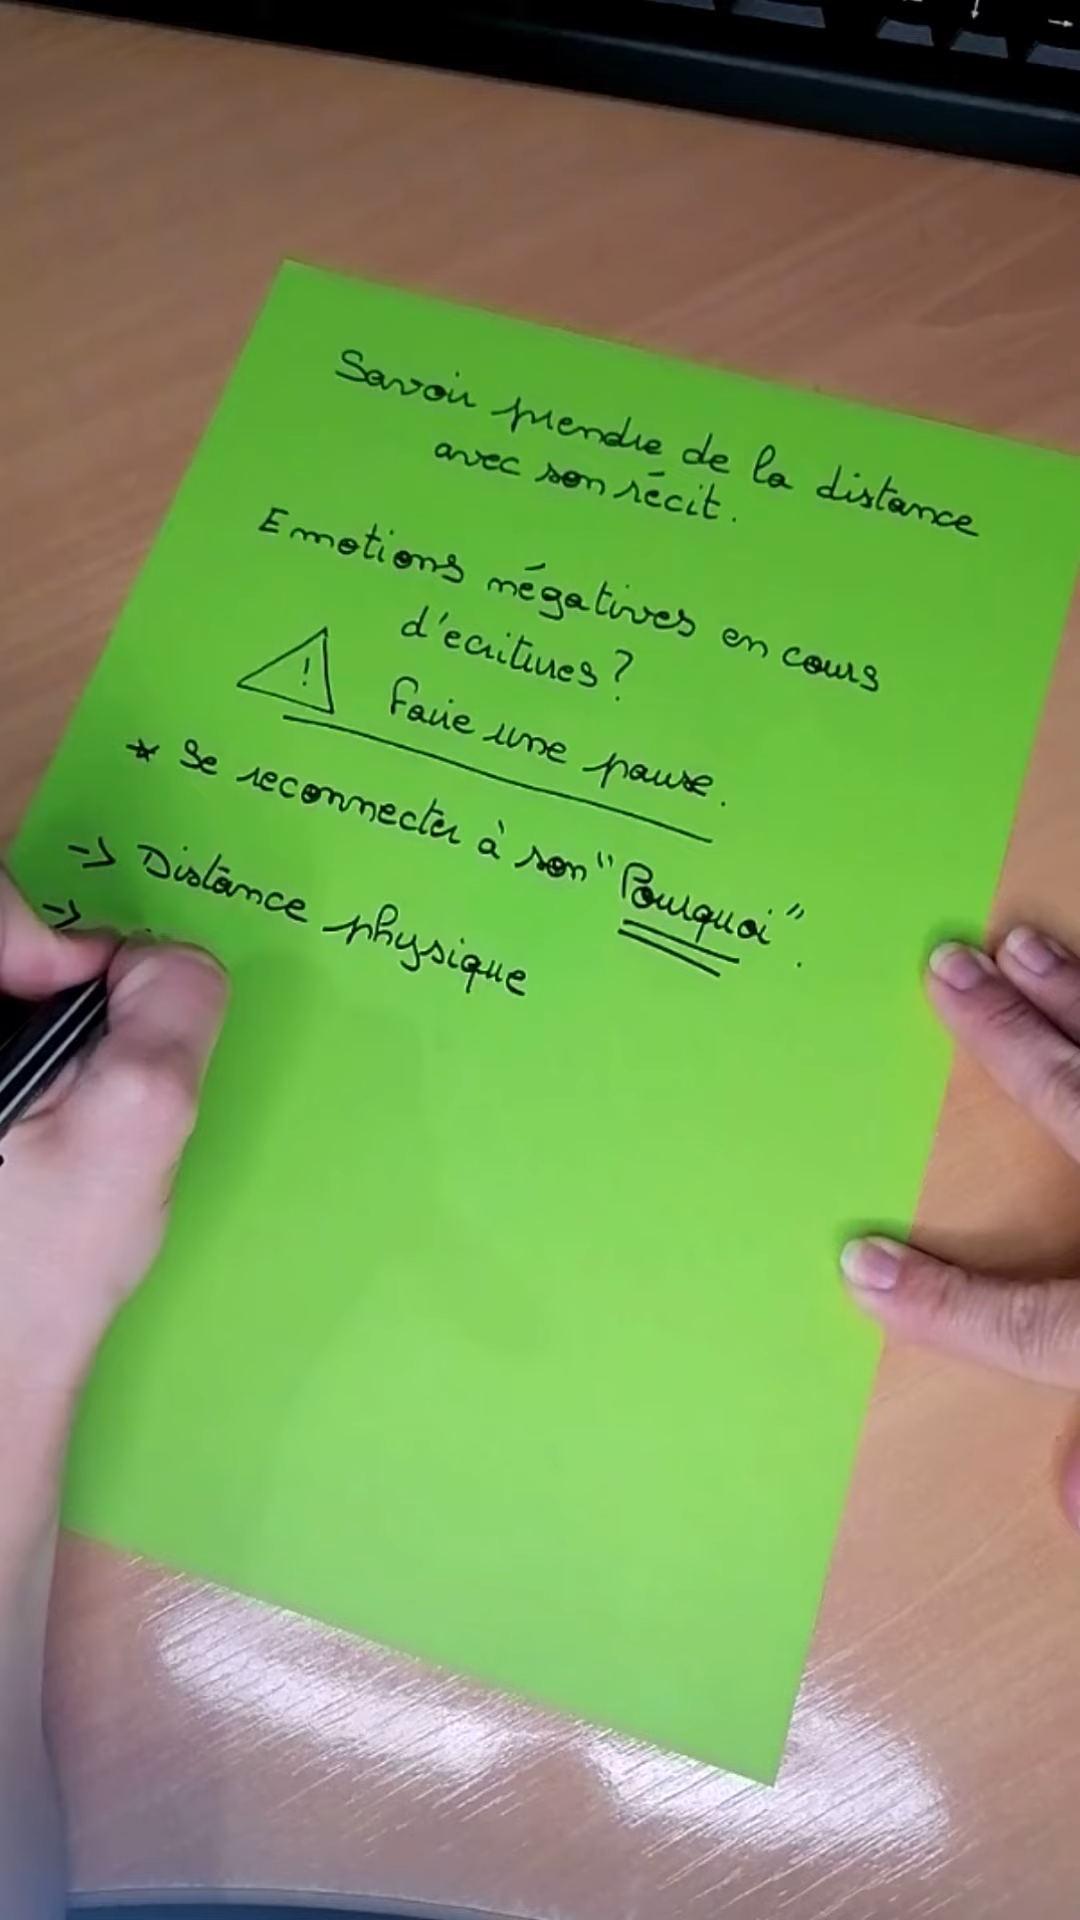 Savoir prendre de la distance
avec son récit.
Emotions négatives en cours
d'ecritures ?
! Faire une pause.
* Se reconnecter à son "Pourquoi".
-> Distance physique
->